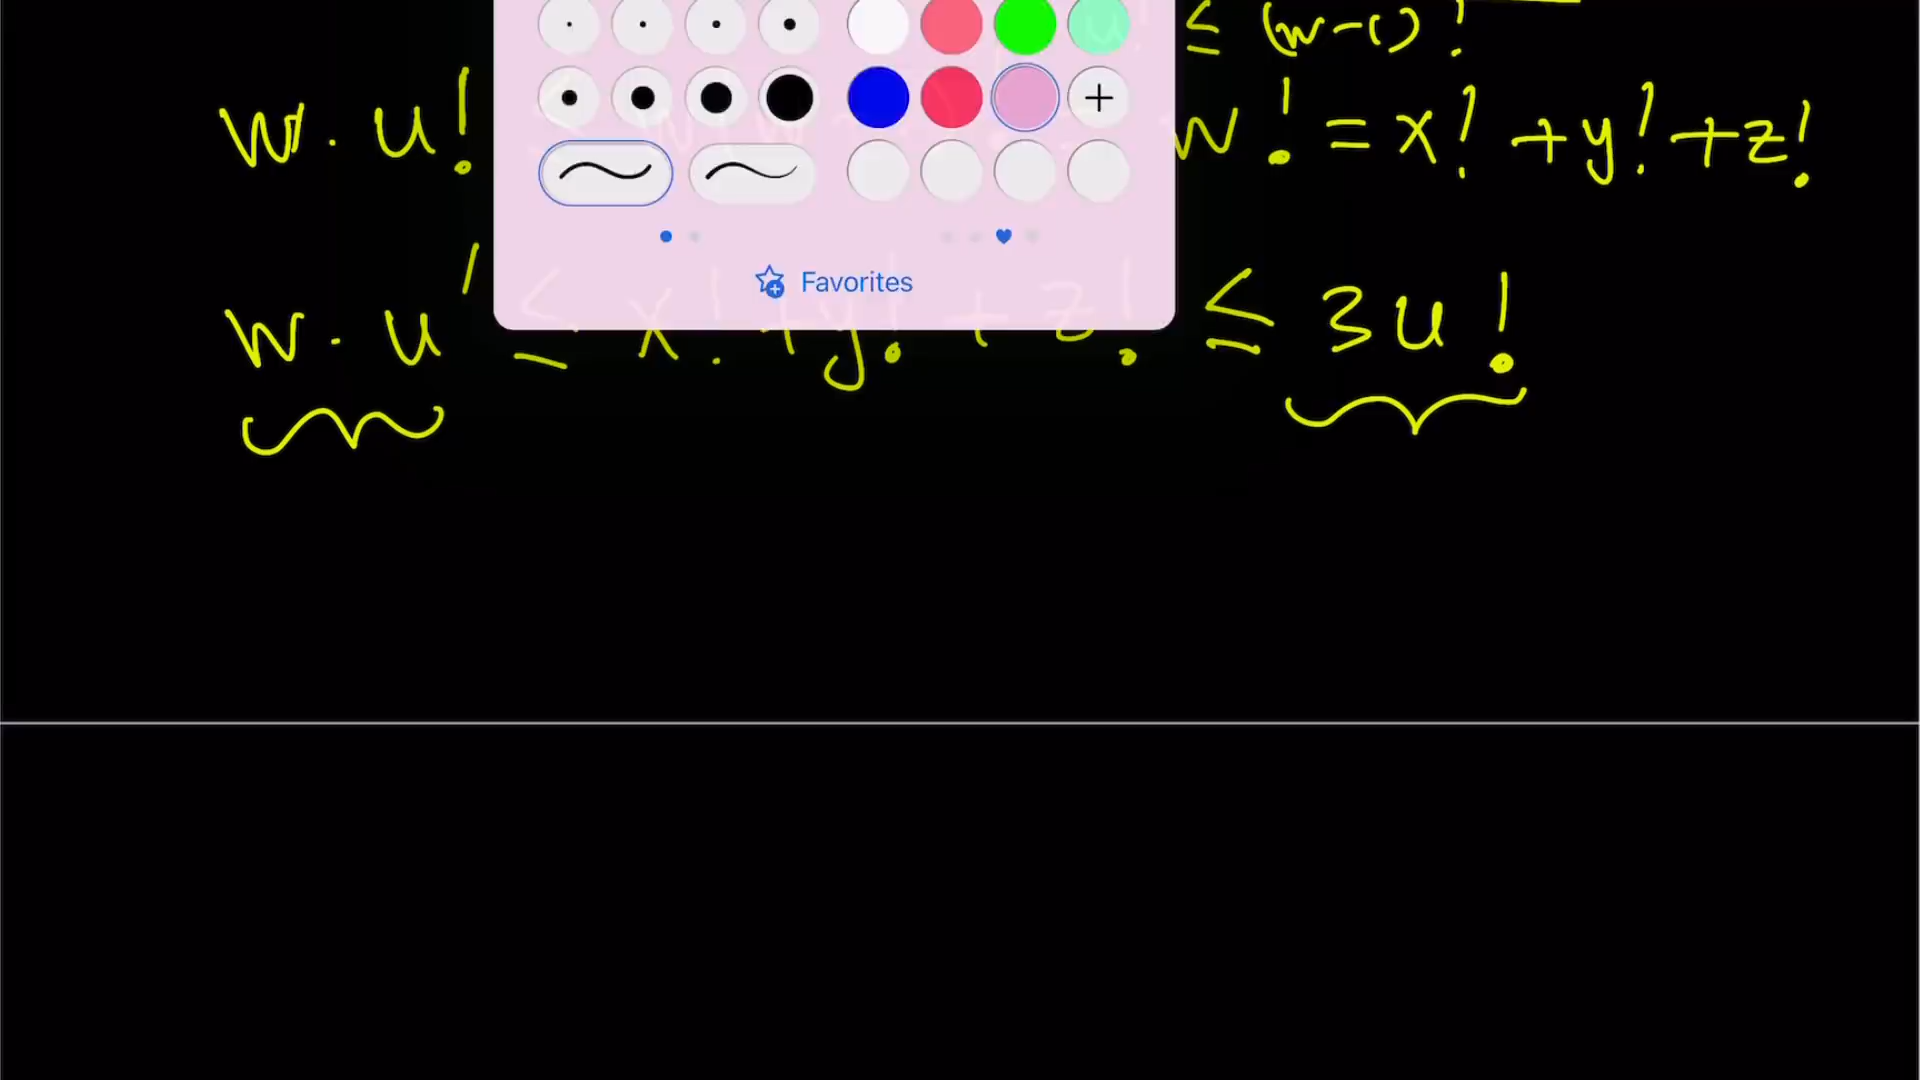 ≤ (w-1)!
w · u! w! = x! + y! + z!
w · u! ≤ x! + y! + z! ≤ 3u!
Favorites